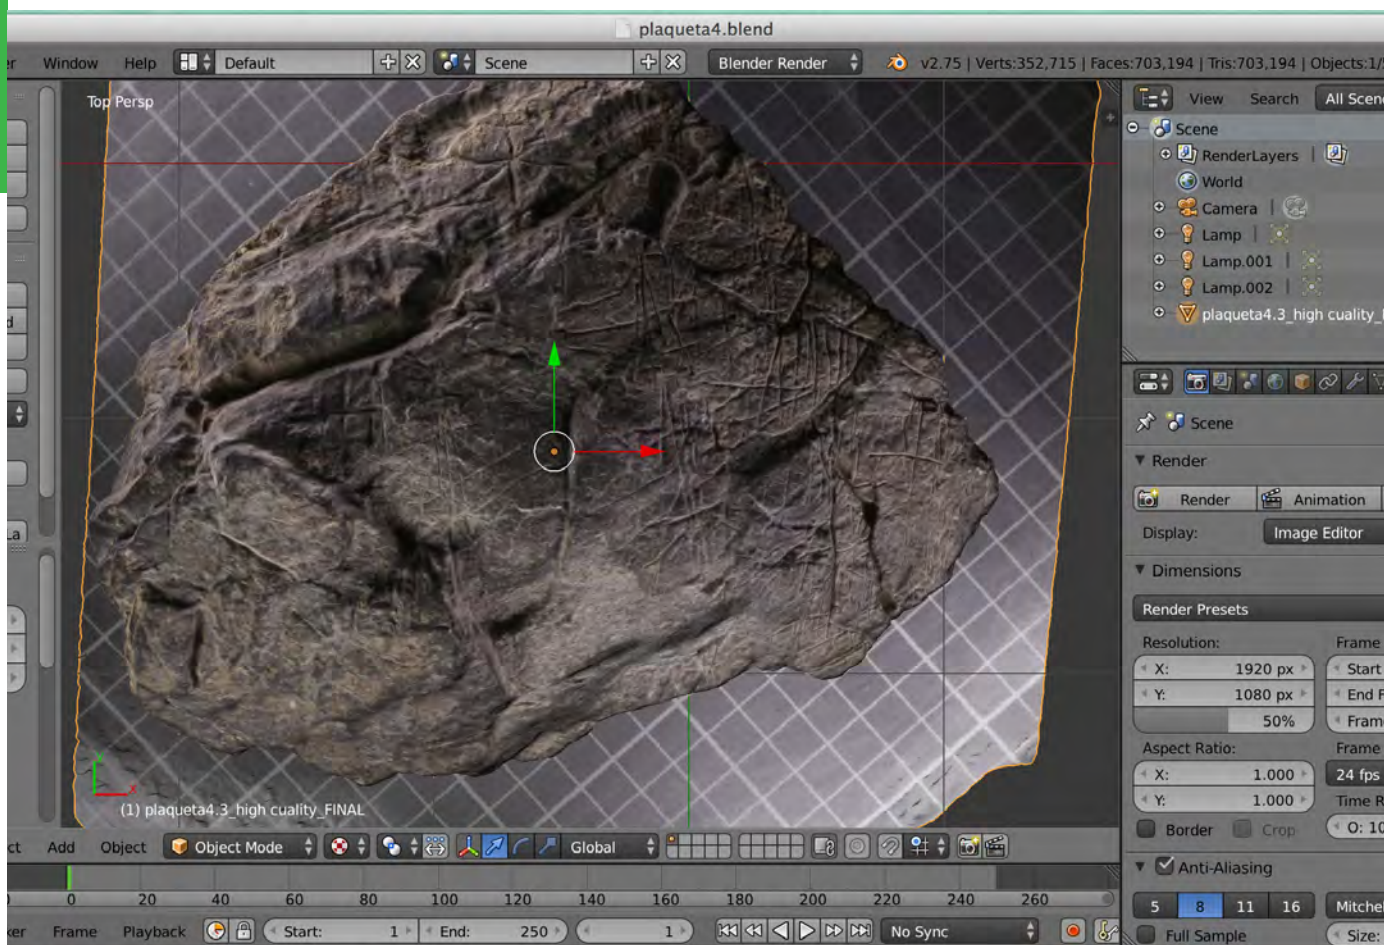 plaqueta4.blend
Window Help Default Scene Blender Render v2.75 | Verts:352,715 | Faces:703,194 | Tris:703,194 | Objects:1/
Top Persp
View Search All Scene
Scene
RenderLayers |
World
Camera |
Lamp |
Lamp.001 |
Lamp.002 |
plaqueta4.3_high cuality_
Scene
Render
Render Animation
Display: Image Editor
Dimensions
Render Presets
Resolution: Frame
X: 1920 px Start
Y: 1080 px End F
50% Fram
Aspect Ratio: Frame
X: 1.000 24 fps
Y: 1.000 Time R
Border Crop O: 10
Anti-Aliasing
5 8 11 16 Mitchel
Full Sample Size:
Y
X
(1) plaqueta4.3_high cuality_FINAL
ct Add Object Object Mode Global
0 20 40 60 80 100 120 140 160 180 200 220 240 260
Frame Playback Start: 1 End: 250 1 No Sync